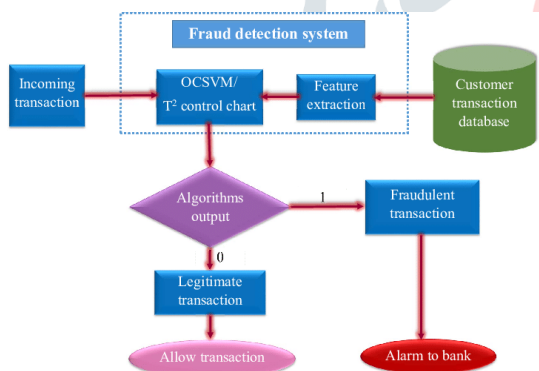 Fraud detection system
Incoming
transaction
OCSVM/
T² control chart
Feature
extraction
Customer
transaction
database
Algorithms
output
1
Fraudulent
transaction
0
Legitimate
transaction
Allow transaction
Alarm to bank